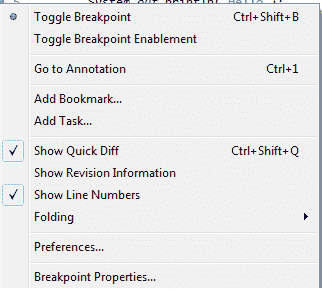 Toggle Breakpoint Ctrl+Shift+B
Toggle Breakpoint Enablement
Go to Annotation Ctrl+1
Add Bookmark...
Add Task...
Show Quick Diff Ctrl+Shift+Q
Show Revision Information
Show Line Numbers
Folding
Preferences...
Breakpoint Properties...